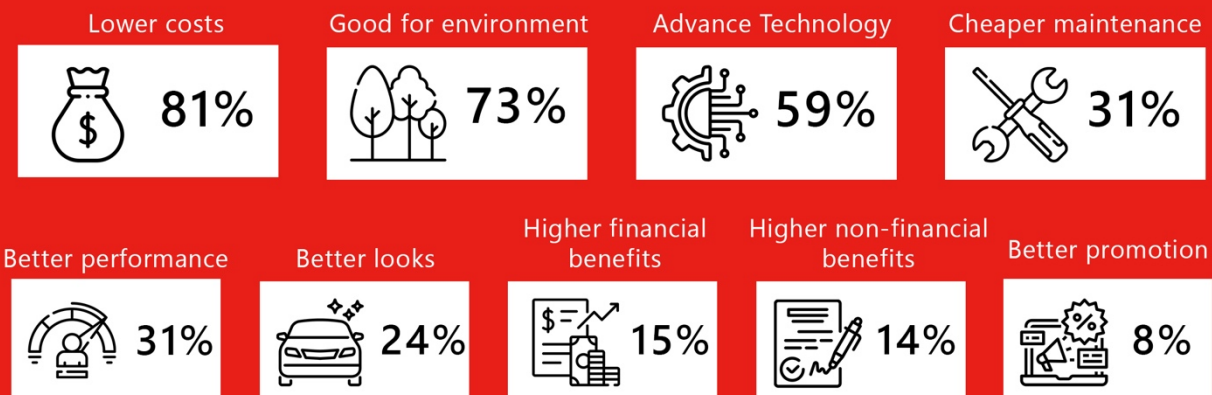 Lower costs
Good for environment
Advance Technology
Cheaper maintenance
$
81%
73%
59%
31%
Better performance
Better looks
Higher financial
benefits
Higher non-financial
benefits
Better promotion
31%
24%
$
15%
14%
%
8%